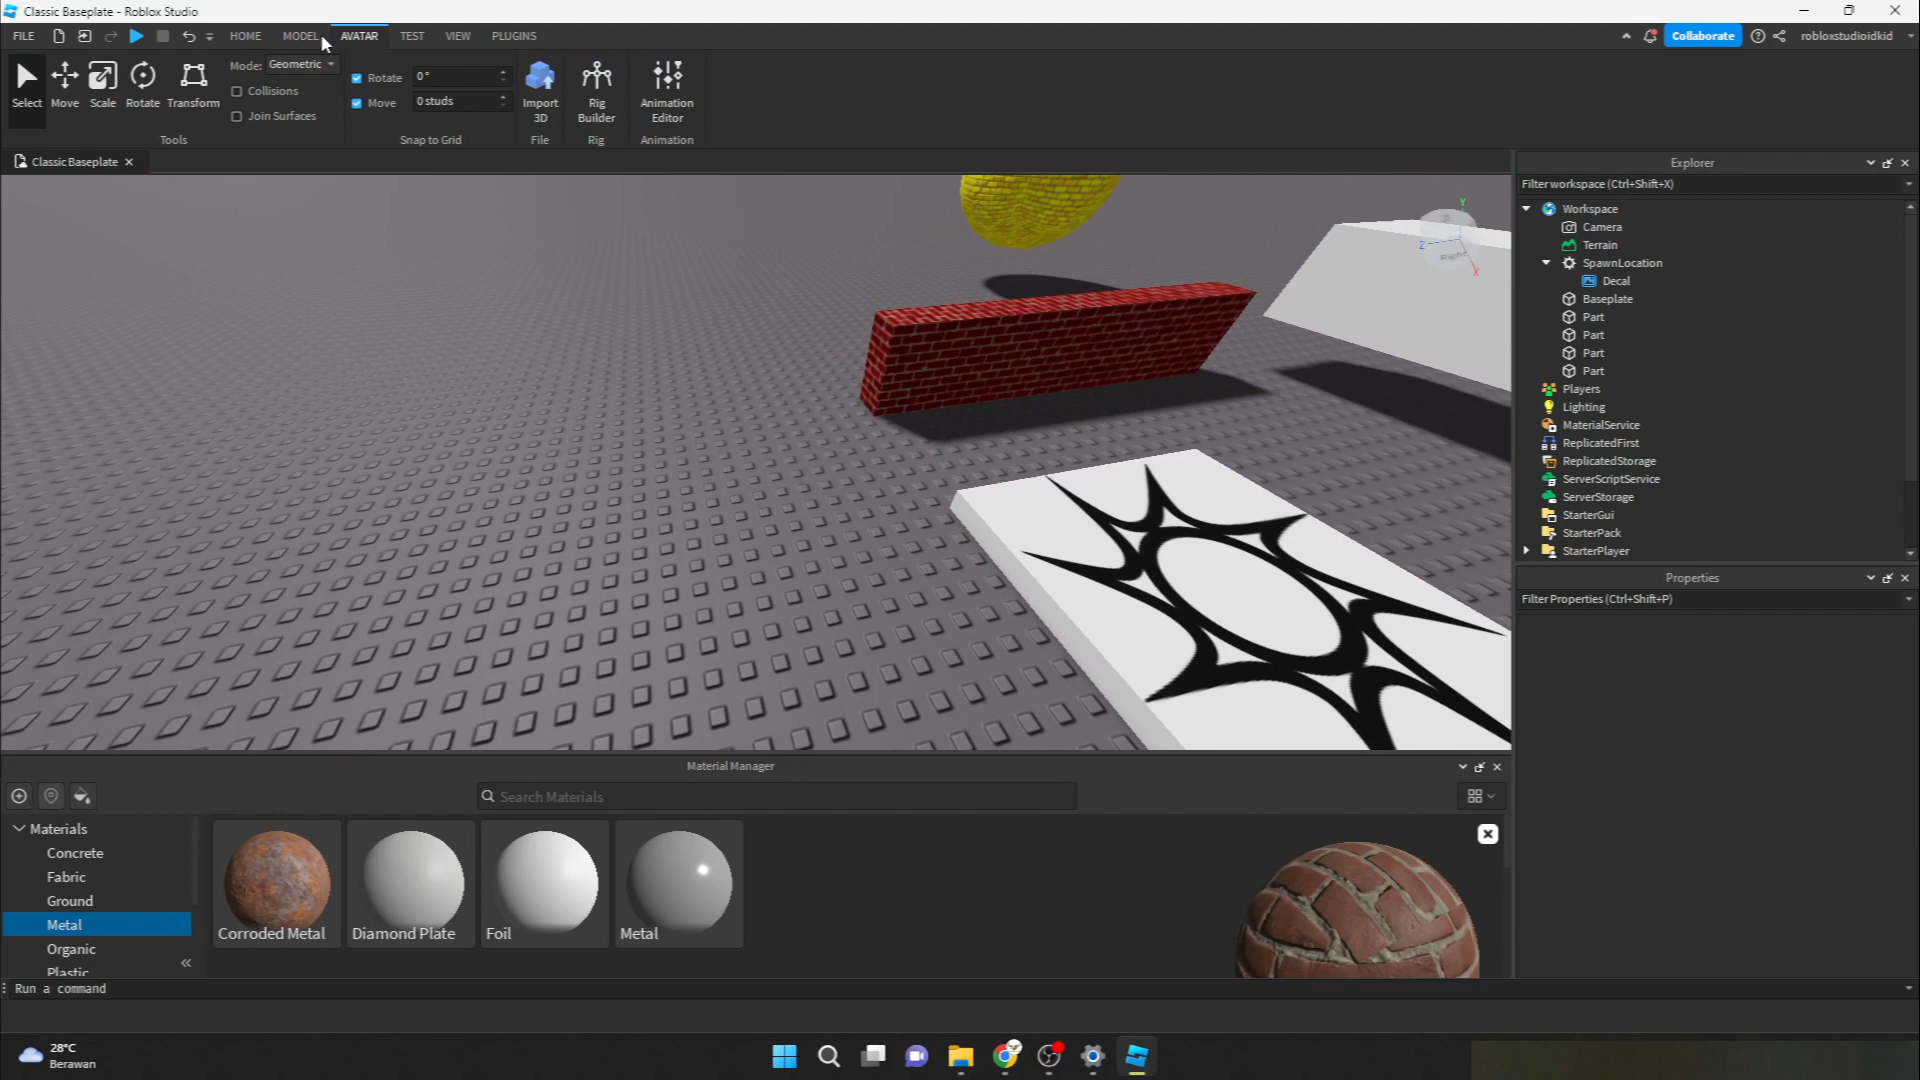 Classic Baseplate - Roblox Studio
FILE HOME MODEL AVATAR TEST VIEW PLUGINS Collaborate robloxstudioidkid
Select Move Scale Rotate Transform
Mode: Geometric
Collisions
Join Surfaces
Tools
Rotate 0°
Move 0 studs
Snap to Grid
Import 3D
File
Rig Builder
Rig
Animation Editor
Animation
Classic Baseplate
Y
Z
X
Explorer
Filter workspace (Ctrl+Shift+X)
Workspace
Camera
Terrain
SpawnLocation
Decal
Baseplate
Part
Part
Part
Part
Players
Lighting
MaterialService
ReplicatedFirst
ReplicatedStorage
ServerScriptService
ServerStorage
StarterGui
StarterPack
StarterPlayer
Properties
Filter Properties (Ctrl+Shift+P)
Material Manager
Search Materials
Materials
Concrete
Fabric
Ground
Metal
Organic
Plastic
Corroded Metal
Diamond Plate
Foil
Metal
Run a command
28°C
Berawan